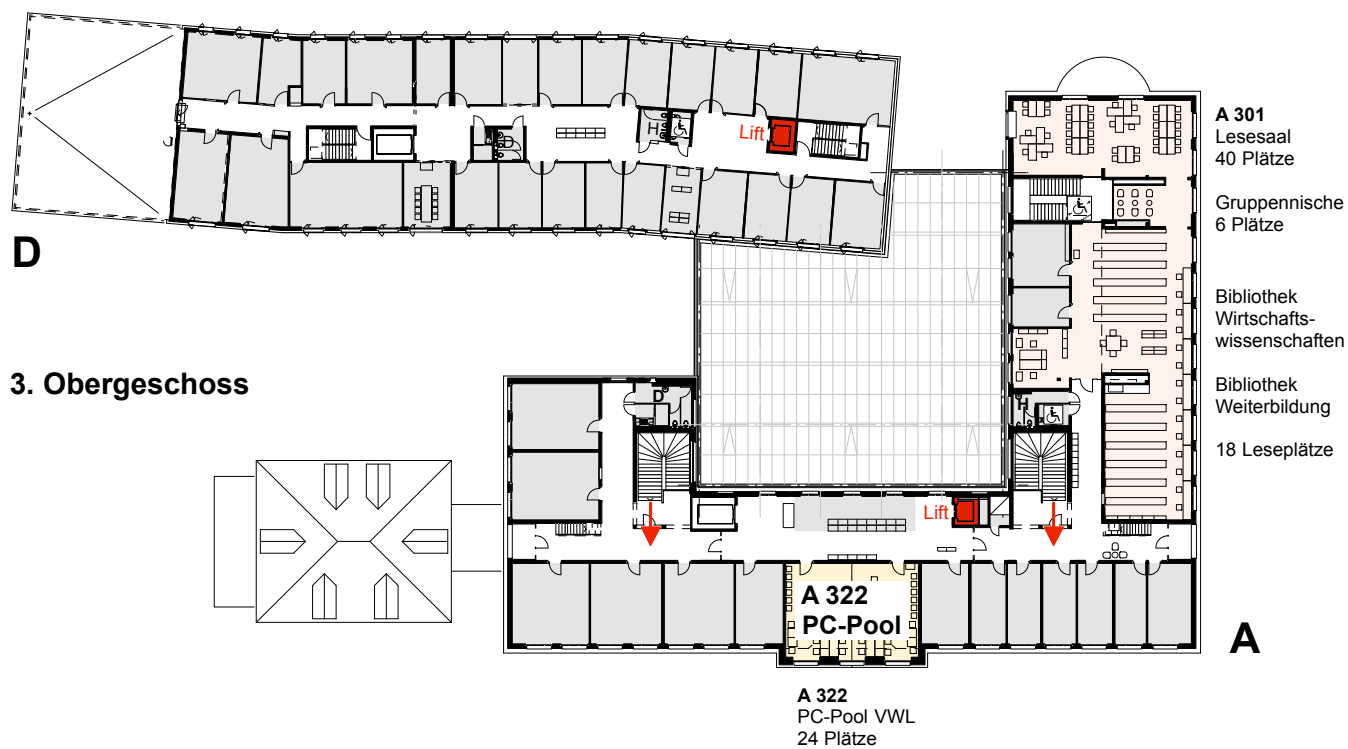 H
D
Lift
D
3. Obergeschoss
A 301
Lesesaal
40 Plätze
Gruppennische
6 Plätze
Bibliothek
Wirtschafts-
wissenschaften
Bibliothek
Weiterbildung
18 Leseplätze
D
H
Lift
A 322
PC-Pool
A
A 322
PC-Pool VWL
24 Plätze